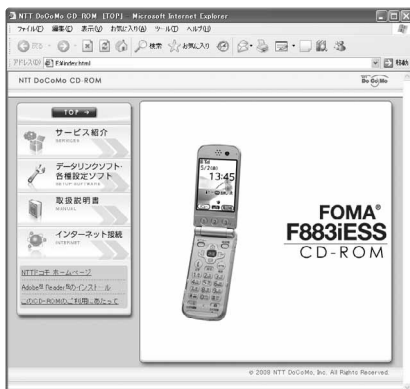 NTT DoCoMo CD-ROM [TOP] - Microsoft Internet Explorer
ファイル(F) 編集(E) 表示(V) お気に入り(A) ツール(T) ヘルプ(H)
戻る 検索 お気に入り
アドレス(D) F:\index.html 移動
NTT DoCoMo CD-ROM
NTT DoCoMo
TOP →
サービス紹介
SERVICES
データリンクソフト・
各種設定ソフト
SETUP SOFTWARE
取扱説明書
MANUAL
インターネット接続
INTERNET
NTTドコモ ホームページ
Adobe® Reader®のインストール
このCD-ROMのご利用にあたって
5/2
13:45
FOMA®
F883iESS
CD-ROM
© 2008 NTT DoCoMo, Inc. All Rights Reserved.